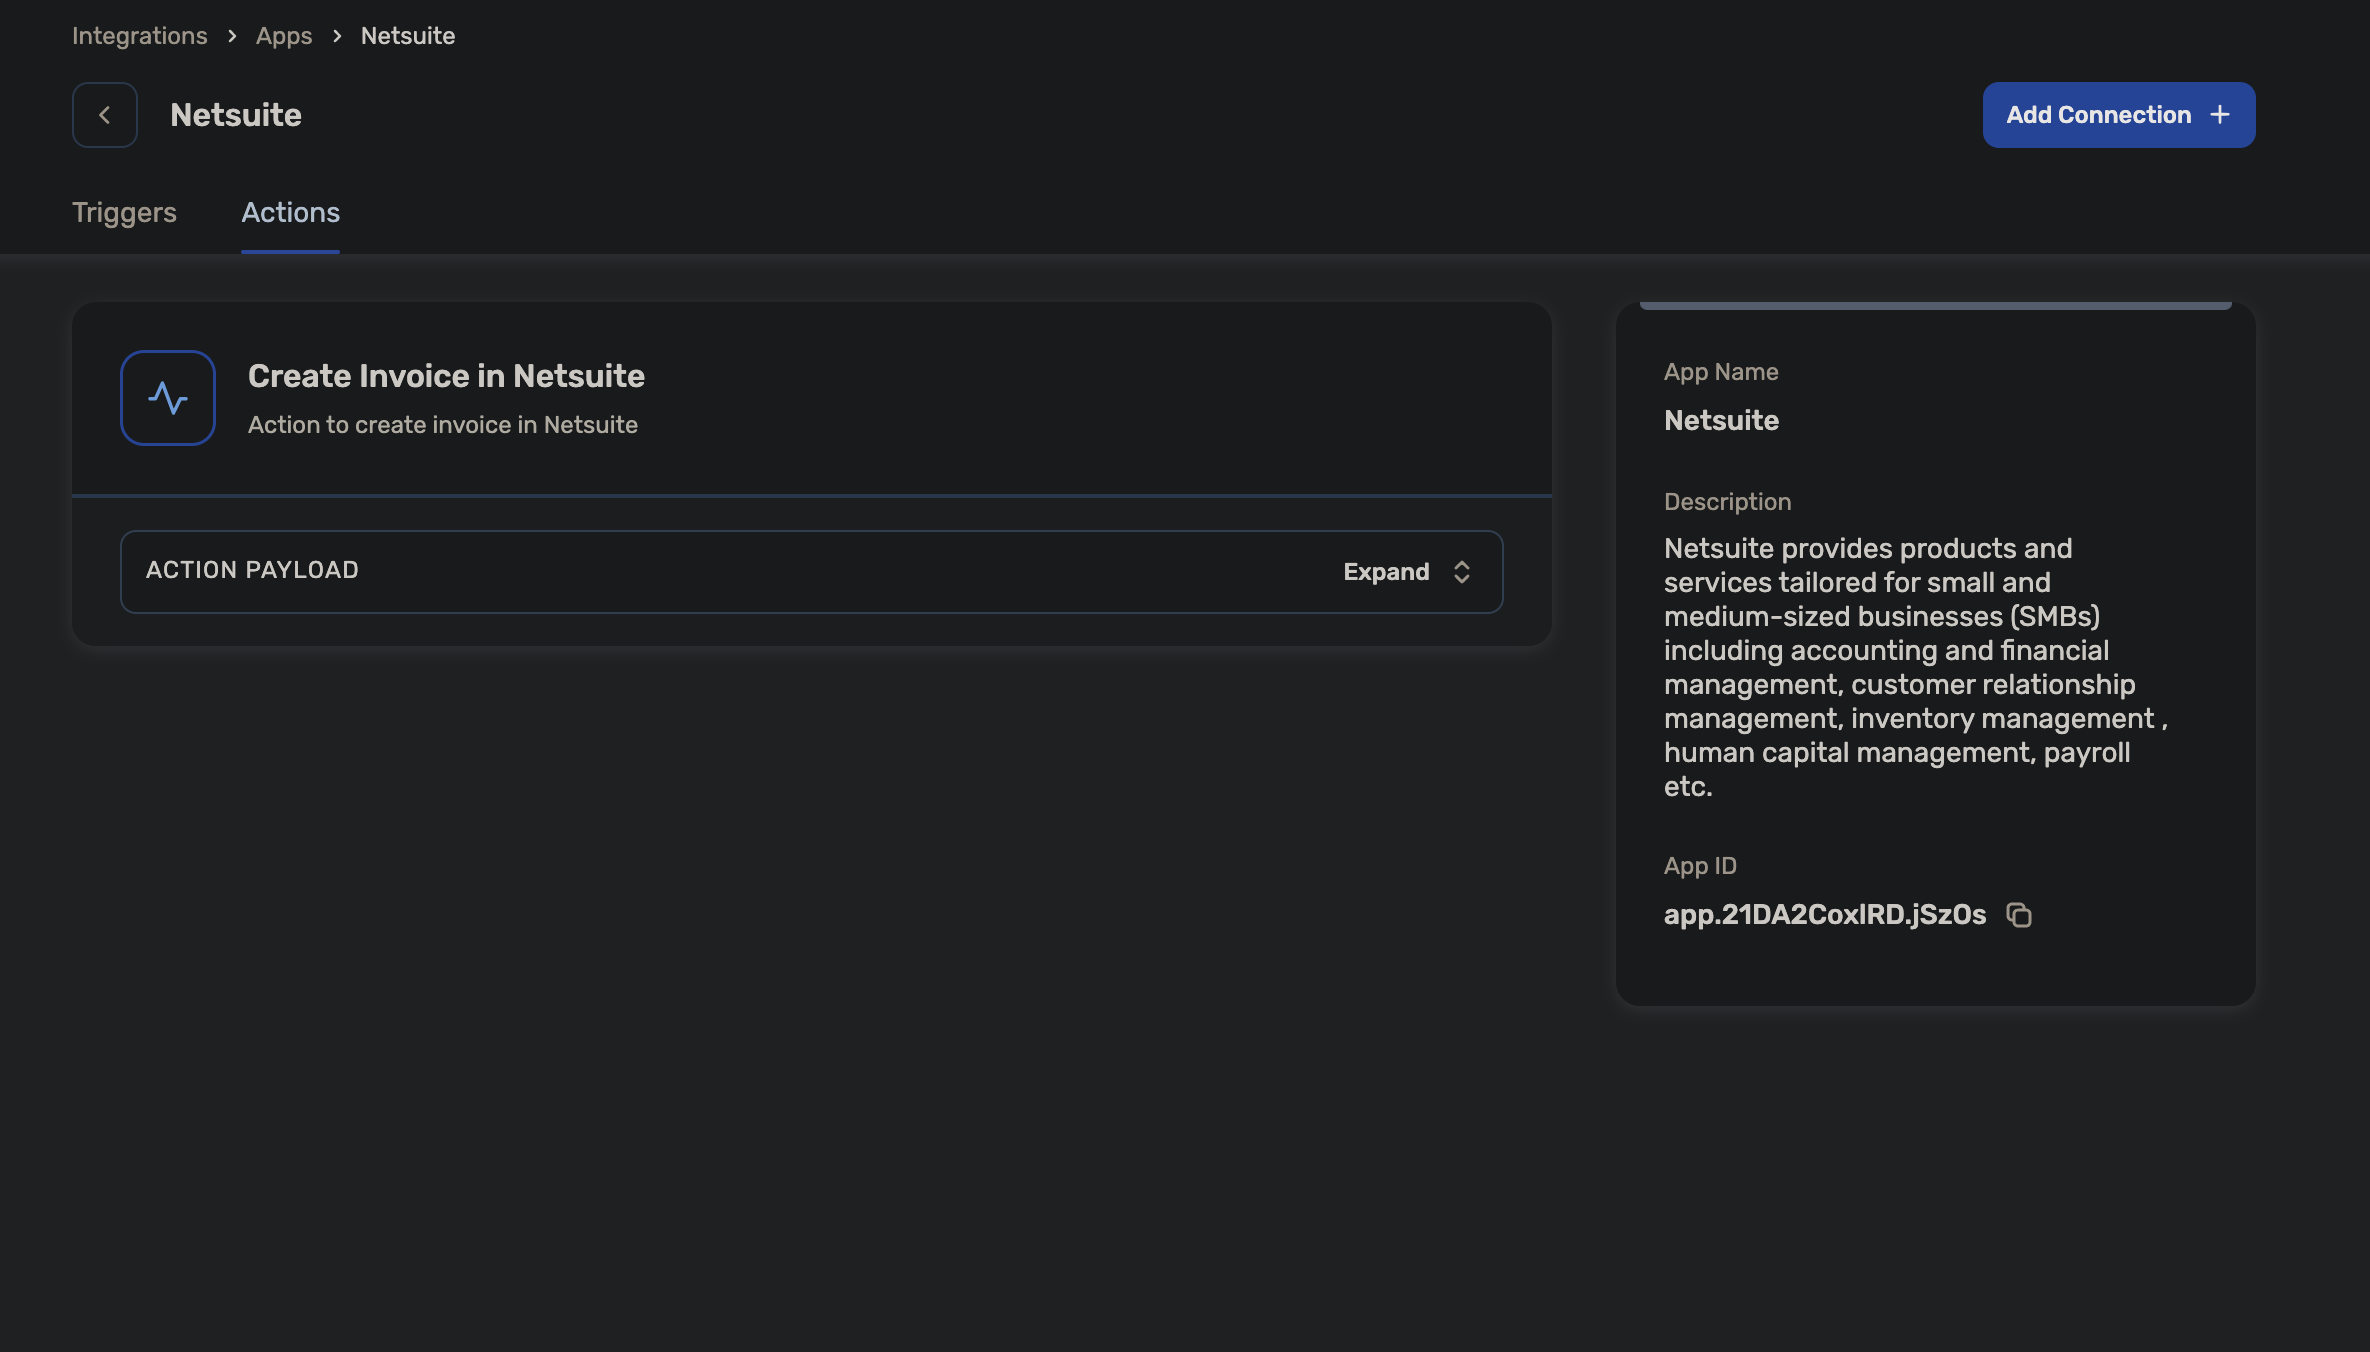 Integrations > Apps > Netsuite
Netsuite
Add Connection +
Triggers Actions
Create Invoice in Netsuite
Action to create invoice in Netsuite
ACTION PAYLOAD Expand
App Name
Netsuite
Description
Netsuite provides products and
services tailored for small and
medium-sized businesses (SMBs)
including accounting and financial
management, customer relationship
management, inventory management ,
human capital management, payroll
etc.
App ID
app.21DA2CoxlRD.jSzOs